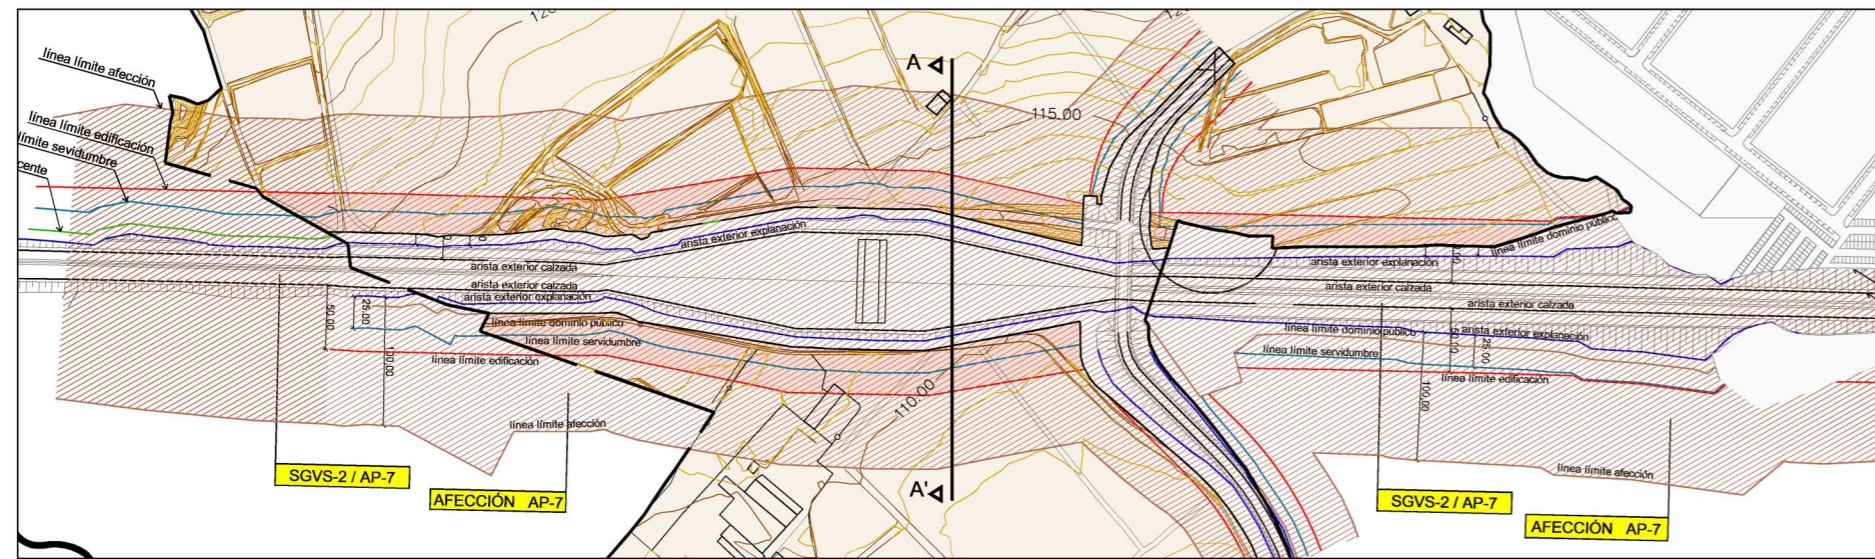 línea límite afección
línea límite edificación
límite sevidumbre
cente
A
115.00
arista exterior explanación
arista exterior calzada
arista exterior calzada
arista exterior explanación
línea límite dominio público
línea límite servidumbre
línea límite edificación
25.00
50.00
100.00
línea límite afección
110.00
A'
SGVS-2 / AP-7
AFECCIÓN AP-7
línea límite dominio público
arista exterior explanación
arista exterior calzada
arista exterior calzada
línea límite dominio público
arista exterior explanación
línea límite servidumbre
línea límite edificación
25.00
100.00
línea límite afección
SGVS-2 / AP-7
AFECCIÓN AP-7